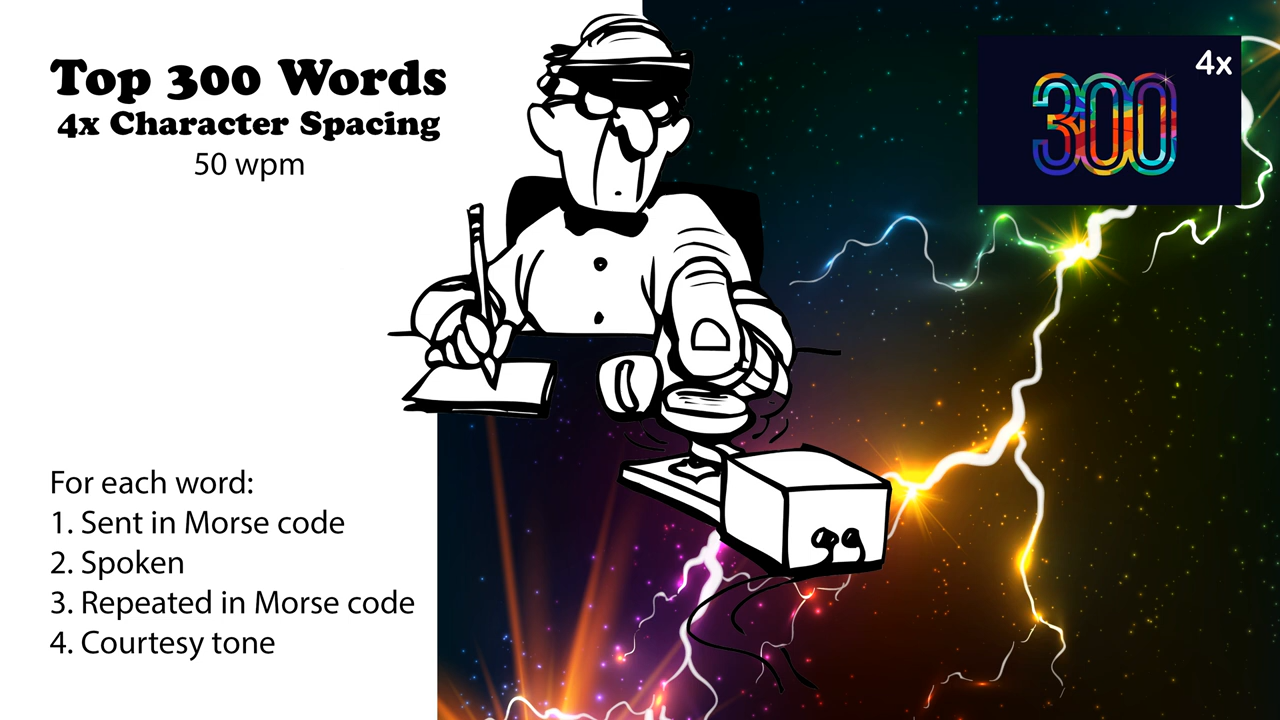 Top 300 Words
4x Character Spacing
50 wpm
4x
300
For each word:
1. Sent in Morse code
2. Spoken
3. Repeated in Morse code
4. Courtesy tone